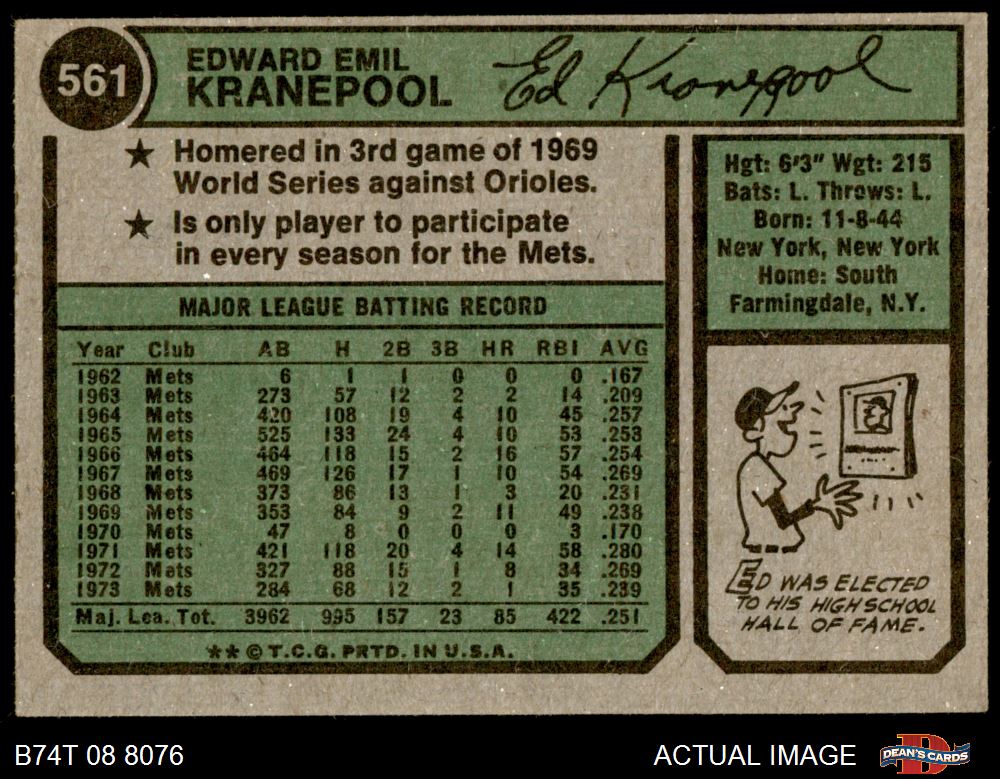 561
EDWARD EMIL
KRANEPOOL
Ed Kranepool
★ Homered in 3rd game of 1969
World Series against Orioles.
★ Is only player to participate
in every season for the Mets.
Hgt: 6'3" Wgt: 215
Bats: L. Throws: L.
Born: 11-8-44
New York, New York
Home: South
Farmingdale, N.Y.
MAJOR LEAGUE BATTING RECORD
Year Club AB H 2B 3B HR RBI AVG
1962 Mets 6 1 1 0 0 0 .167
1963 Mets 273 57 12 2 2 14 .209
1964 Mets 420 108 19 4 10 45 .257
1965 Mets 525 133 24 4 10 53 .253
1966 Mets 464 118 15 2 16 57 .254
1967 Mets 469 126 17 1 10 54 .269
1968 Mets 373 86 13 1 3 20 .231
1969 Mets 353 84 9 2 11 49 .238
1970 Mets 47 8 0 0 0 3 .170
1971 Mets 421 118 20 4 14 58 .280
1972 Mets 327 88 15 1 8 34 .269
1973 Mets 284 68 12 2 1 35 .239
Maj. Lea. Tot. 3962 995 157 23 85 422 .251
** © T.C.G. PRTD. IN U.S.A.
ED WAS ELECTED
TO HIS HIGH SCHOOL
HALL OF FAME.
B74T 08 8076
ACTUAL IMAGE
DEAN'S CARDS